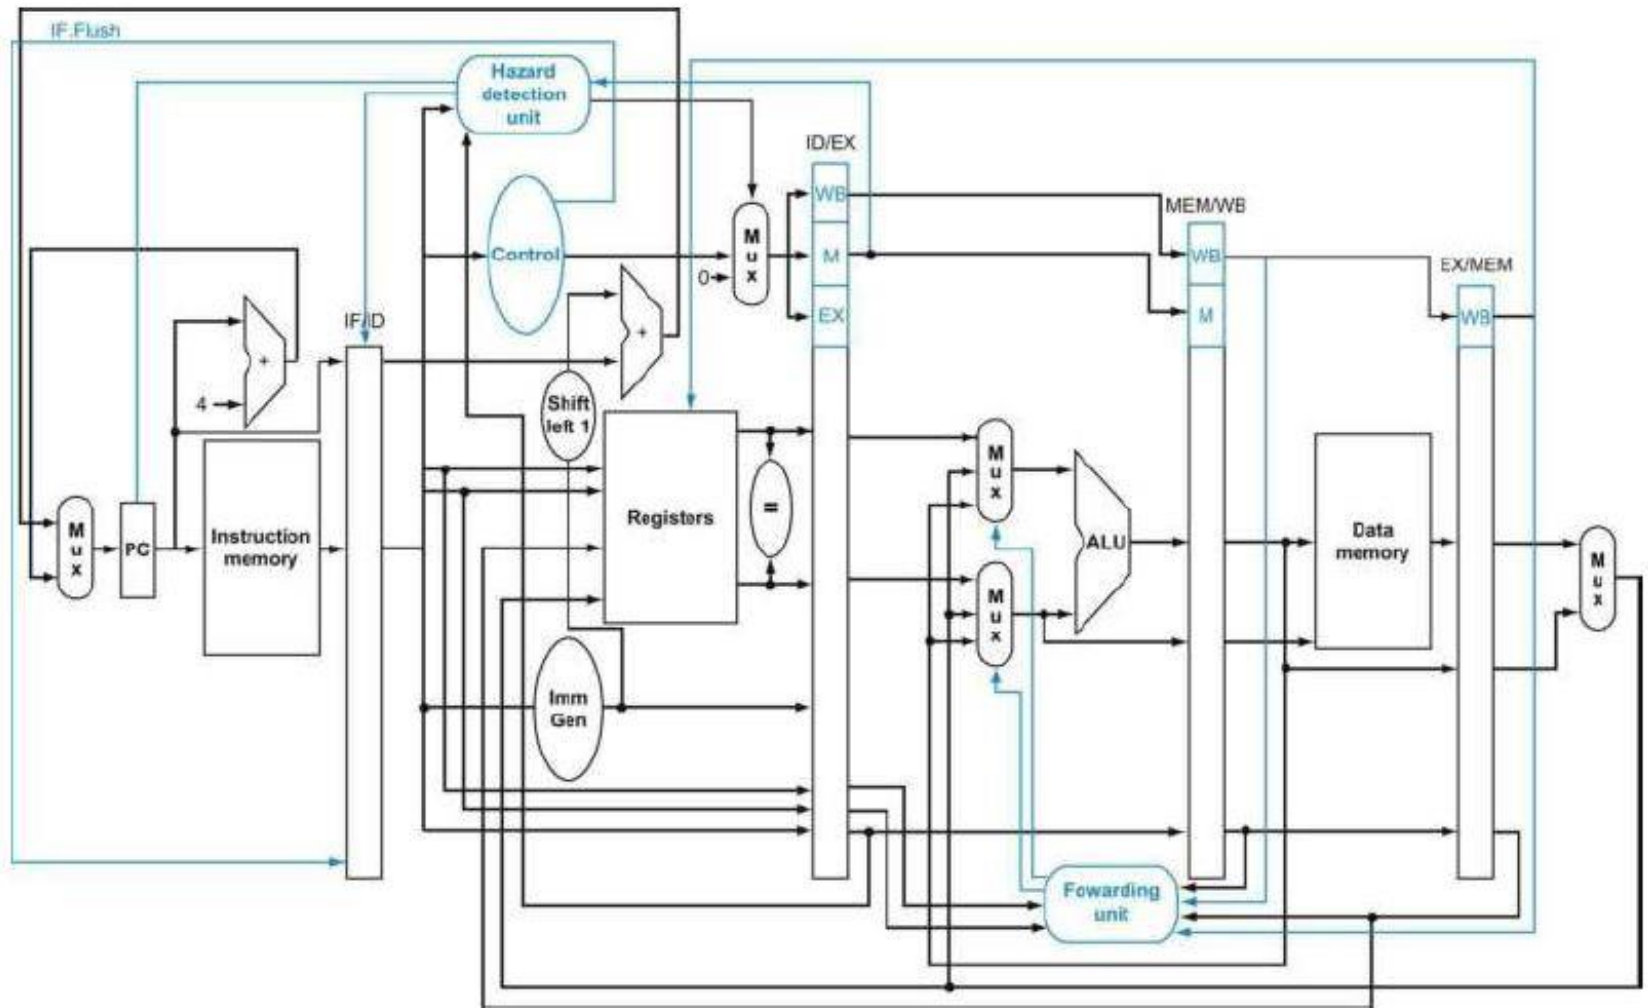 IF.Flush
Hazard
detection
unit
ID/EX
WB
MEM/WB
Control
M
u
x
0
M
WB
EX/MEM
EX
M
WB
IF/ID
+
+
4
Shift
left 1
M
u
x
M
u
x
PC
Instruction
memory
Registers
=
ALU
Data
memory
M
u
x
M
u
x
Imm
Gen
Fowarding
unit